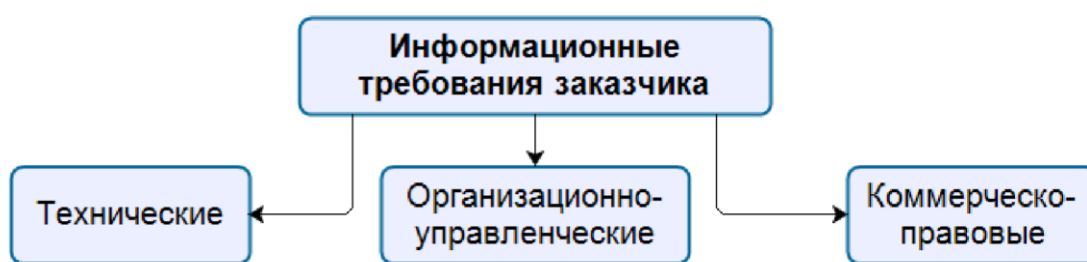 Информационные
требования заказчика
Технические
Организационно-
управленческие
Коммерческо-
правовые